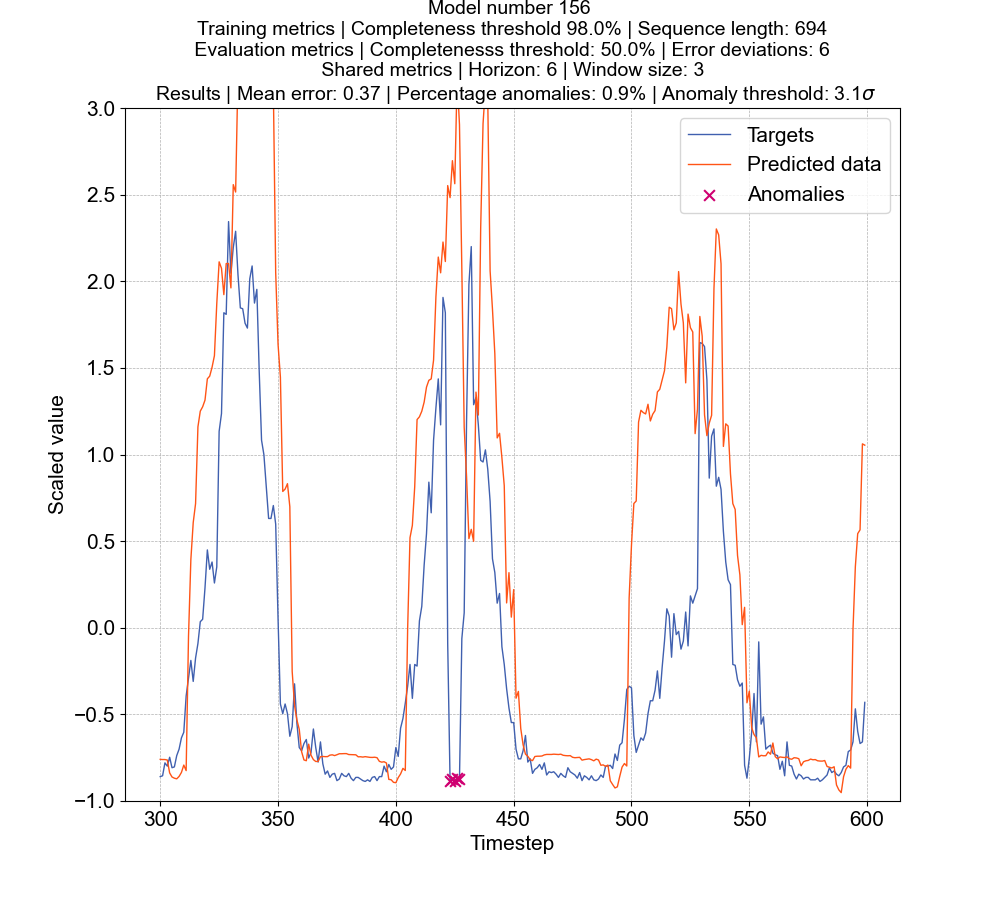 Model number 156
Training metrics | Completeness threshold 98.0% | Sequence length: 694
Evaluation metrics | Completenesss threshold: 50.0% | Error deviations: 6
Shared metrics | Horizon: 6 | Window size: 3
Results | Mean error: 0.37 | Percentage anomalies: 0.9% | Anomaly threshold: 3.1σ
Targets
Predicted data
Anomalies
Scaled value
3.0
2.5
2.0
1.5
1.0
0.5
0.0
−0.5
−1.0
300 350 400 450 500 550 600
Timestep